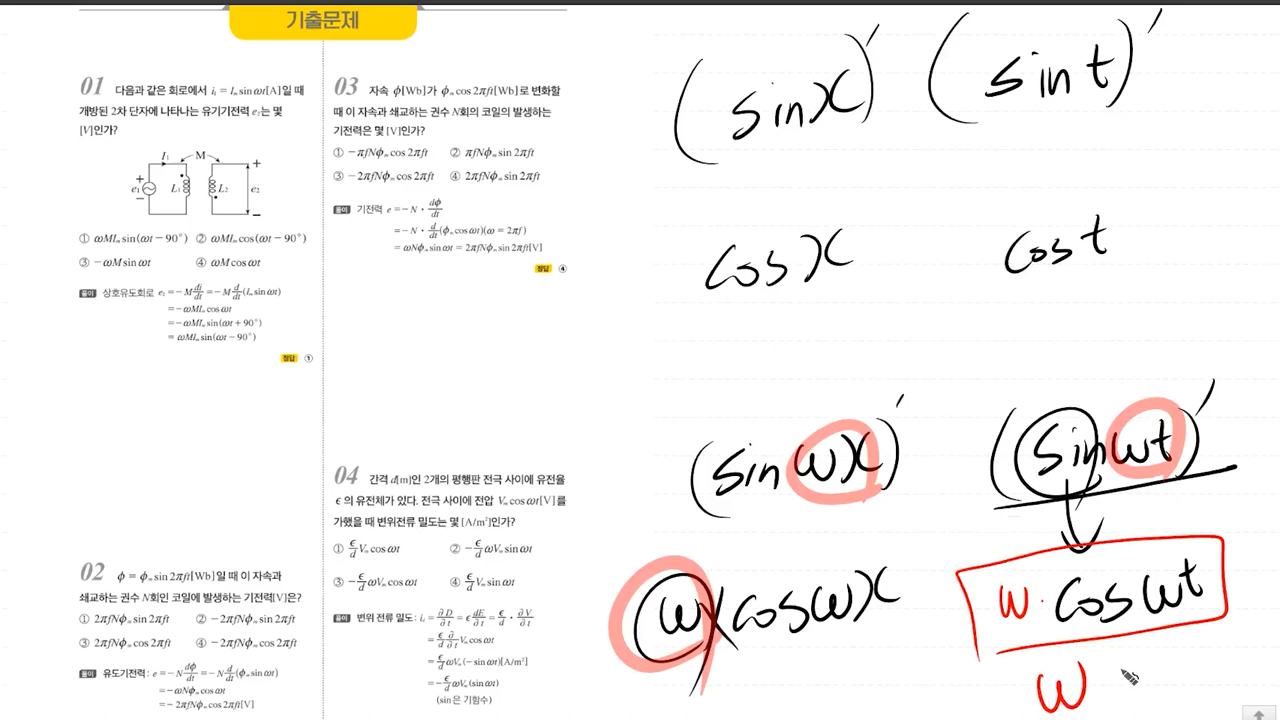 기출문제
01 다음과 같은 회로에서 i₁ = Iₘ sin ωt[A]일 때
개방된 2차 단자에 나타나는 유기기전력 e₂는 몇
[V]인가?
I₁ M
+ +
e₁ L₁ L₂ e₂
− −
① ωMIₘ sin(ωt − 90°) ② ωMIₘ cos(ωt − 90°)
③ −ωM sin ωt ④ ωM cos ωt
풀이 상호유도회로 e₂ = −M di/dt = −M d/dt (Iₘ sin ωt)
= −ωMIₘ cos ωt
= −ωMIₘ sin(ωt + 90°)
= ωMIₘ sin(ωt − 90°)
정답 ①
02 ϕ = ϕₘ sin 2πft[Wb]일 때 이 자속과
쇄교하는 권수 N회인 코일에 발생하는 기전력[V]은?
① 2πfNϕₘ sin 2πft ② −2πfNϕₘ sin 2πft
③ 2πfNϕₘ cos 2πft ④ −2πfNϕₘ cos 2πft
풀이 유도기전력 : e = −N dϕ/dt = −N d/dt (ϕₘ sin ωt)
= −ωNϕₘ cos ωt
= −2πfNϕₘ cos 2πft[V]
03 자속 ϕ[Wb]가 ϕₘ cos 2πft[Wb]로 변화할
때 이 자속과 쇄교하는 권수 N회의 코일의 발생하는
기전력은 몇 [V]인가?
① −πfNϕₘ cos 2πft ② πfNϕₘ sin 2πft
③ −2πfNϕₘ cos 2πft ④ 2πfNϕₘ sin 2πft
풀이 기전력 e = −N · dϕ/dt
= −N · d/dt (ϕₘ cos ωt)(ω = 2πf)
= ωNϕₘ sin ωt = 2πfNϕₘ sin 2πft[V]
정답 ④
04 간격 d[m]인 2개의 평행판 전극 사이에 유전율
ϵ의 유전체가 있다. 전극 사이에 전압 Vₘ cos ωt[V]를
가했을 때 변위전류 밀도는 몇 [A/m²]인가?
① ϵ/d Vₘ cos ωt ② −ϵ/d ωVₘ sin ωt
③ −ϵ/d ωVₘ cos ωt ④ ϵ/d Vₘ sin ωt
풀이 변위 전류 밀도 : i_d = ∂D/∂t = ϵ ∂E/∂t = ϵ/d · ∂V/∂t
= ϵ/d ∂/∂t Vₘ cos ωt
= ϵ/d ωVₘ(−sin ωt)[A/m²]
= −ϵ/d ωVₘ(sin ωt)
(sin은 기함수)
(sin x)′ (sin t)′
cos x cos t
(sin ωx)′ (sin ωt)′
ω × cos ωx ω · cos ωt
ω